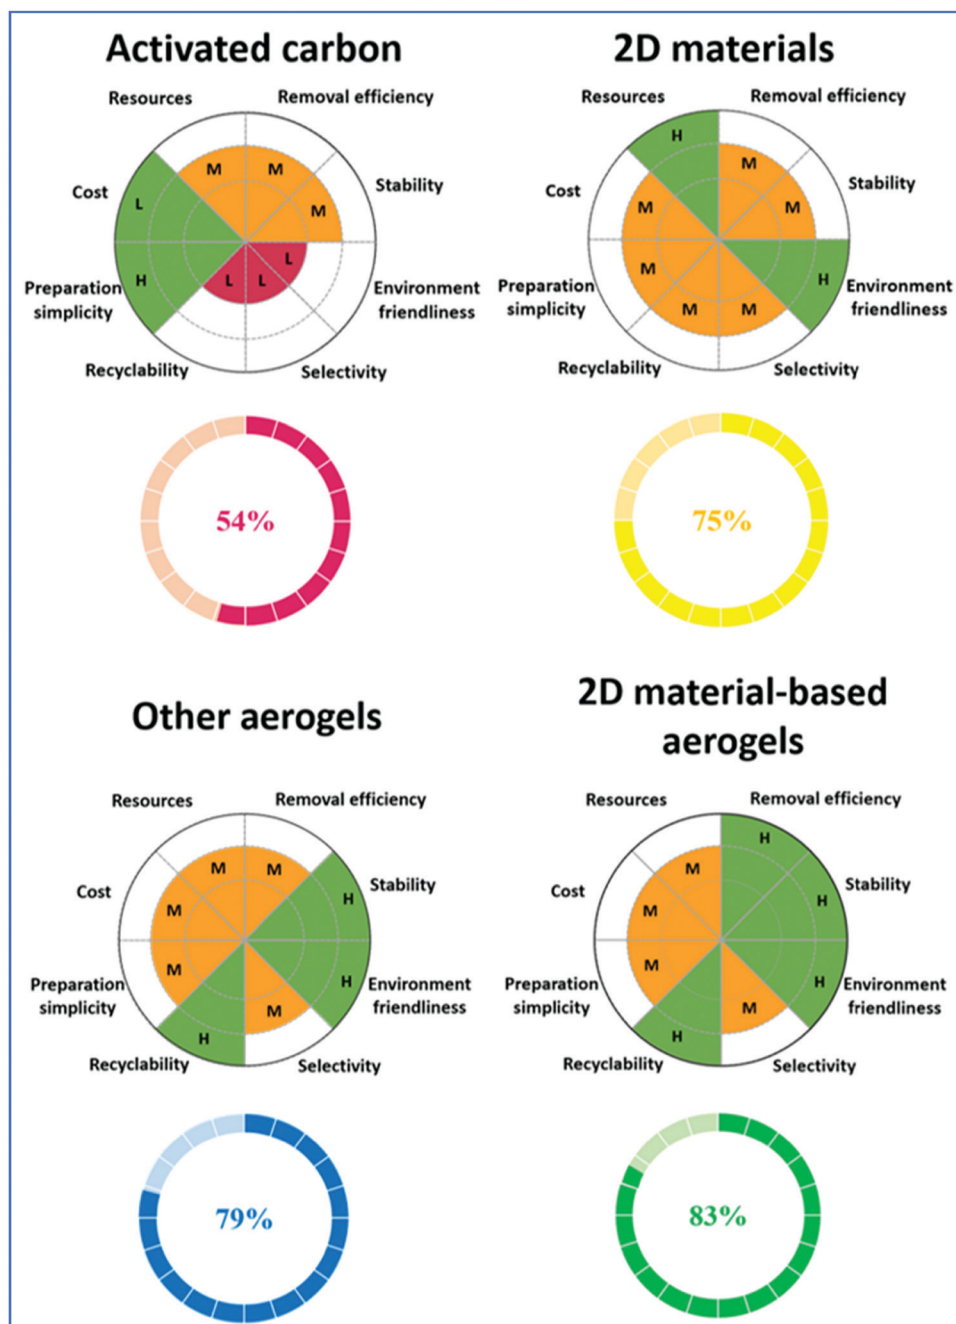 Activated carbon
Resources
Removal efficiency
Cost
Stability
Preparation
simplicity
Environment
friendliness
Recyclability
Selectivity
M
M
L
M
H
L
L
L
54%
2D materials
Resources
Removal efficiency
Cost
Stability
Preparation
simplicity
Environment
friendliness
Recyclability
Selectivity
H
M
M
M
M
H
M
M
75%
Other aerogels
Resources
Removal efficiency
Cost
Stability
Preparation
simplicity
Environment
friendliness
Recyclability
Selectivity
M
M
M
H
M
H
H
M
79%
2D material-based
aerogels
Resources
Removal efficiency
Cost
Stability
Preparation
simplicity
Environment
friendliness
Recyclability
Selectivity
M
H
M
H
M
H
H
M
83%